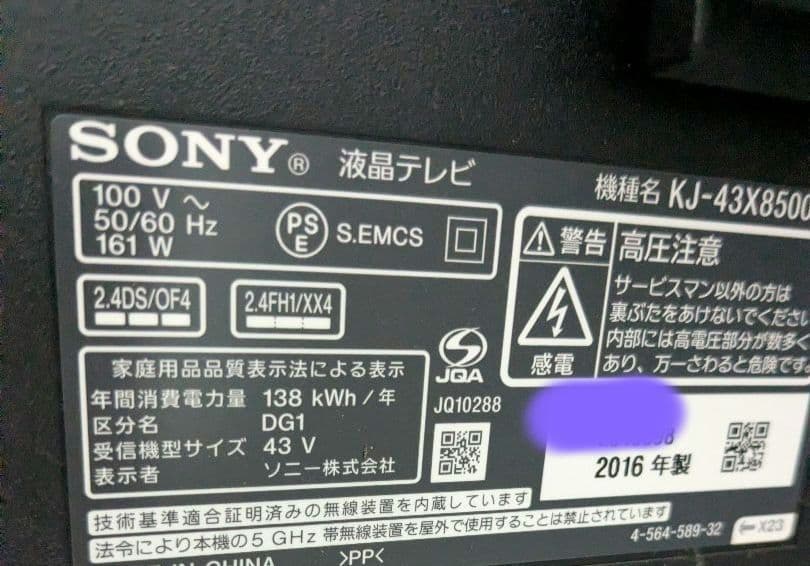 SONY® 液晶テレビ
機種名 KJ-43X8500
100 V ～
50/60 Hz
161 W
PS
E
S.EMCS
2.4DS/OF4
2.4FH1/XX4
警告 高圧注意
感電
サービスマン以外の方は
裏ぶたをあけないでください
内部には高電圧部分が数多く
あり、万一さわると危険です。
家庭用品品質表示法による表示
年間消費電力量 138 kWh/年
区分名 DG1
受信機型サイズ 43 V
表示者 ソニー株式会社
JQA
JQ10288
2016 年製
技術基準適合証明済みの無線装置を内蔵しています
法令により本機の5 GHz 帯無線装置を屋外で使用することは禁止されています
4-564-589-32
X23
IN CHINA
>PP<